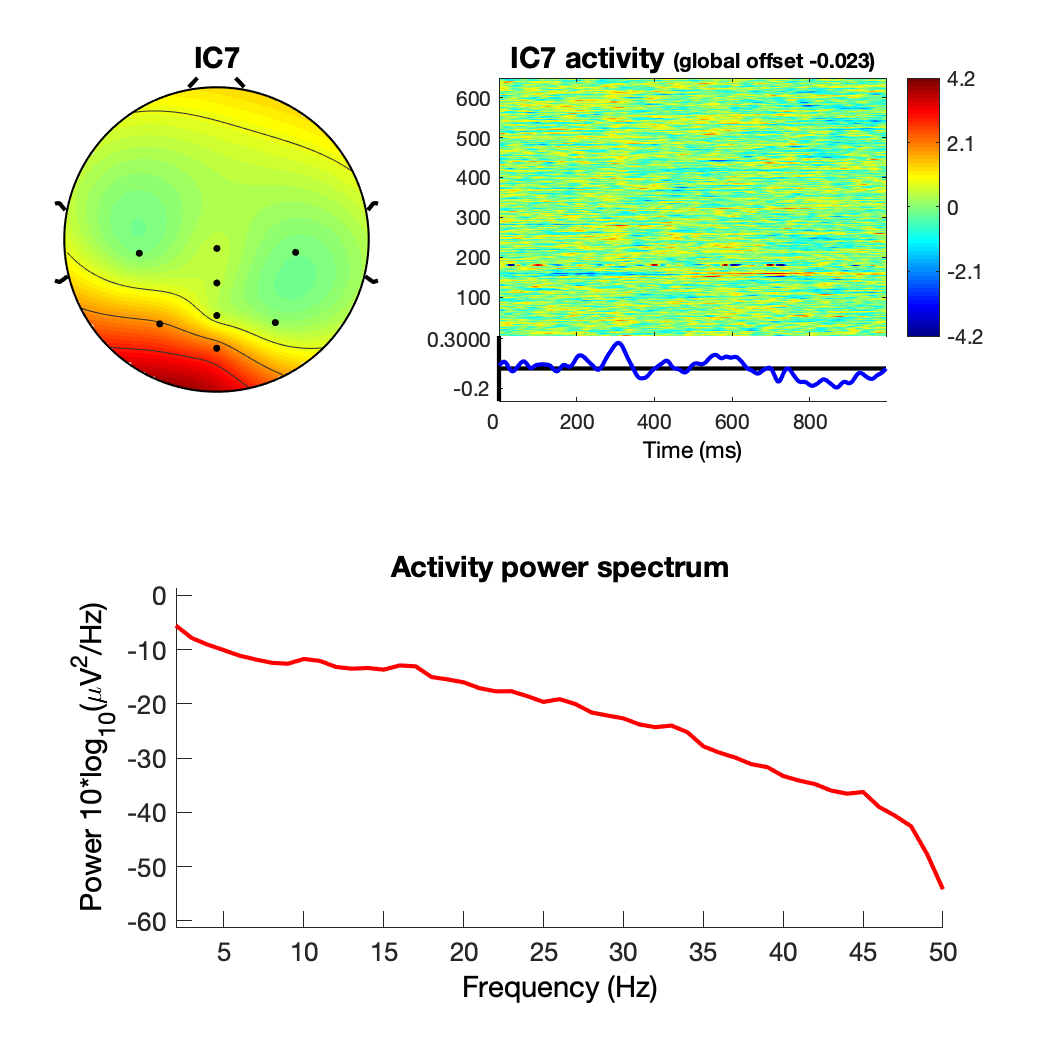 IC7
IC7 activity (global offset -0.023)
600
500
400
300
200
100
0.3000
-0.2
0 200 400 600 800
Time (ms)
4.2
2.1
0
-2.1
-4.2
Activity power spectrum
Power 10*log10(μV2/Hz)
0
-10
-20
-30
-40
-50
-60
5 10 15 20 25 30 35 40 45 50
Frequency (Hz)